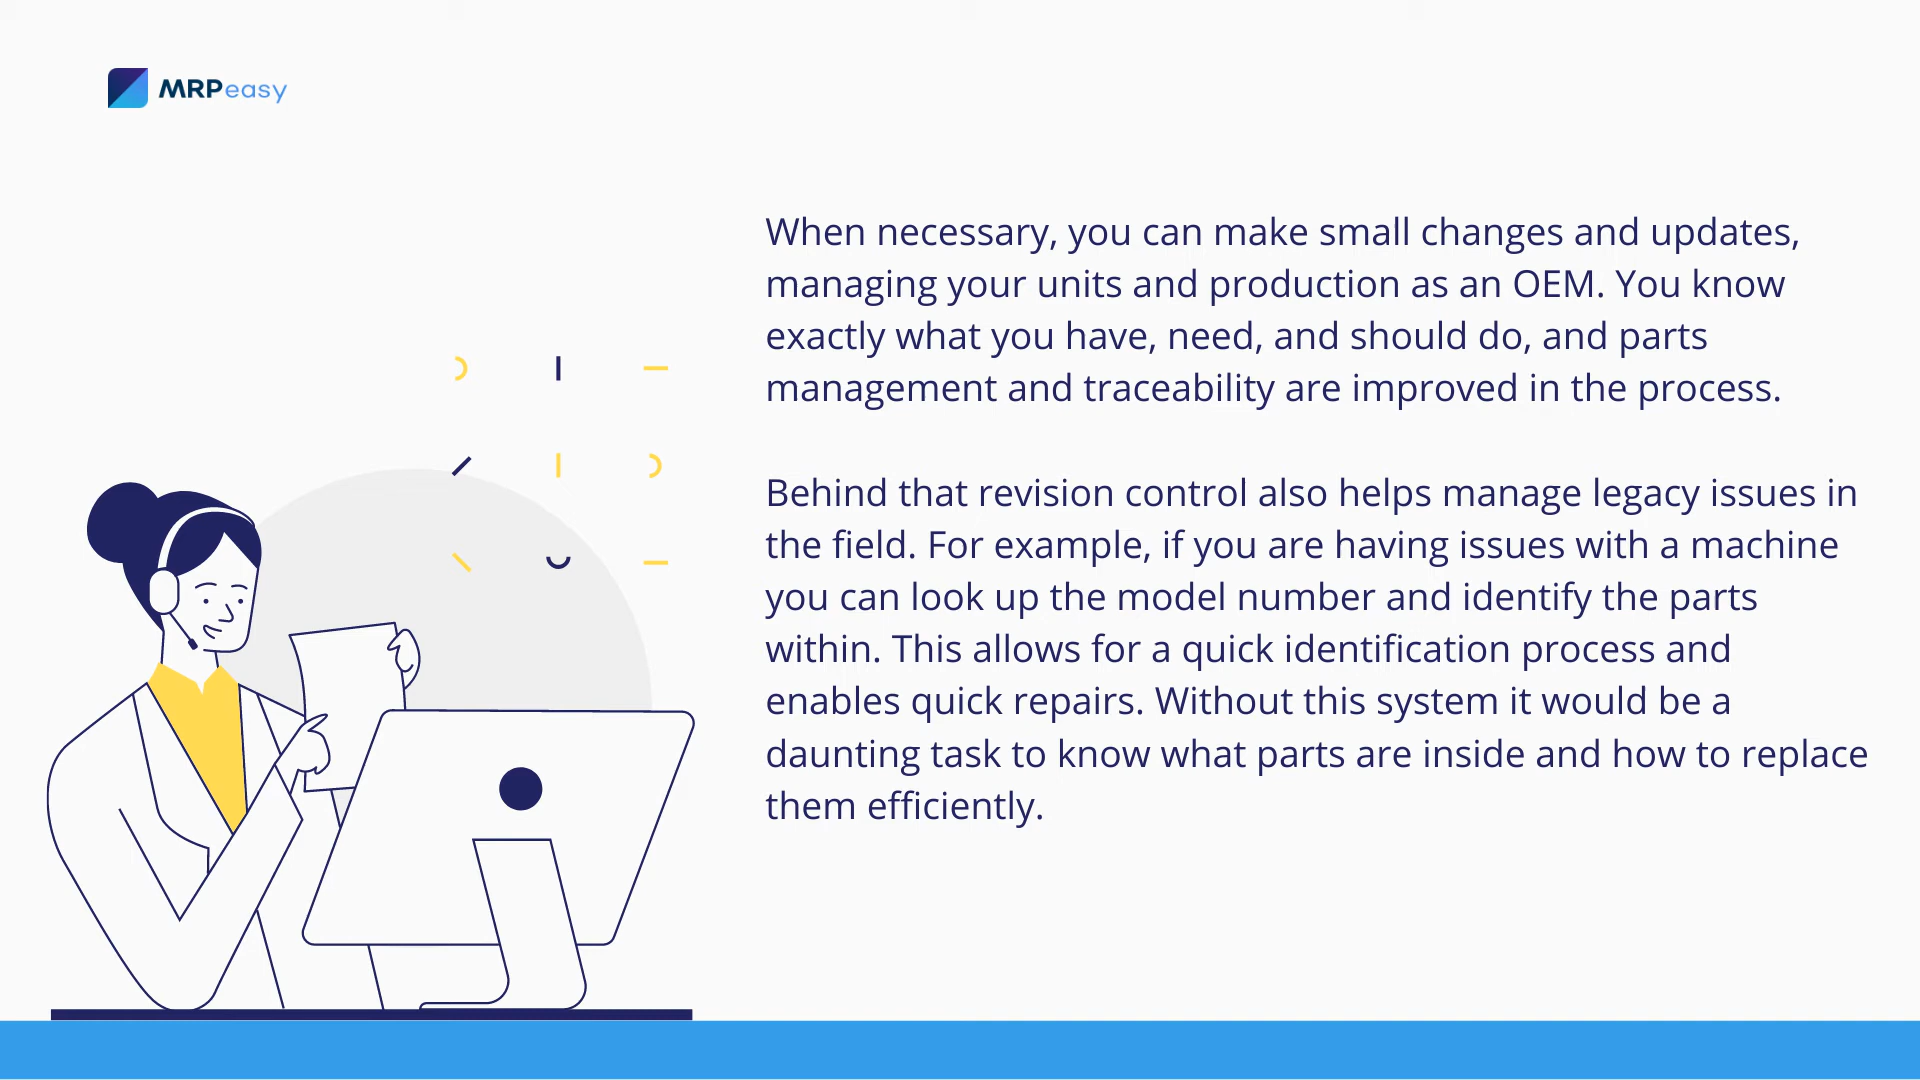 MRPeasy
When necessary, you can make small changes and updates,
managing your units and production as an OEM. You know
exactly what you have, need, and should do, and parts
management and traceability are improved in the process.
Behind that revision control also helps manage legacy issues in
the field. For example, if you are having issues with a machine
you can look up the model number and identify the parts
within. This allows for a quick identification process and
enables quick repairs. Without this system it would be a
daunting task to know what parts are inside and how to replace
them efficiently.